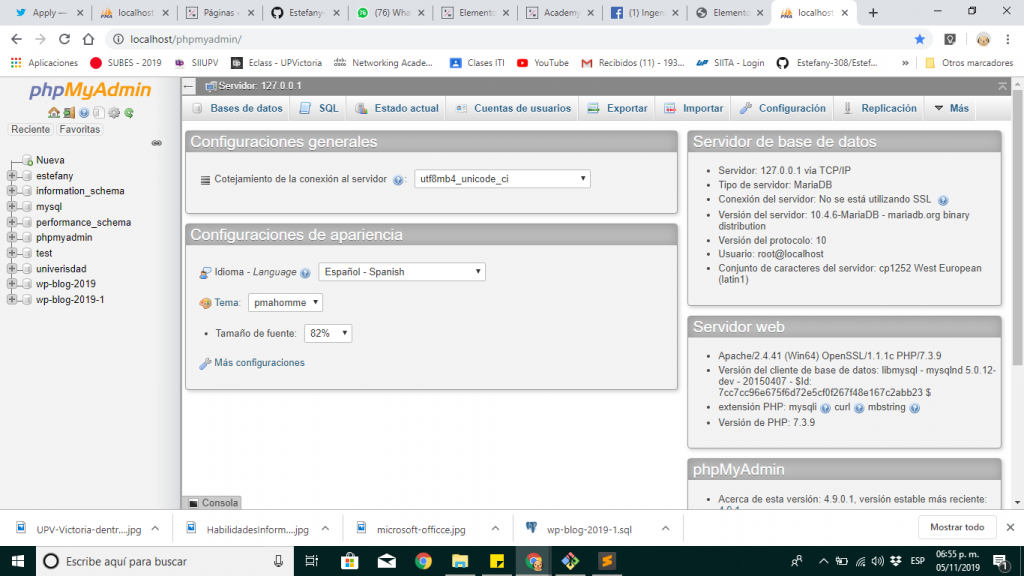 Apply —
localhost
Páginas ‹
Estefany-
(76) Wha
Elemento
Academy
(1) Ingen
Elemento
localhost
localhost/phpmyadmin/
Aplicaciones
SUBES - 2019
SIIUPV
Eclass - UPVictoria
Networking Acade...
Clases ITI
YouTube
Recibidos (11) - 193...
SIITA - Login
Estefany-308/Estef...
»
Otros marcadores
phpMyAdmin
Reciente
Favoritas
Nueva
estefany
information_schema
mysql
performance_schema
phpmyadmin
test
univerisdad
wp-blog-2019
wp-blog-2019-1
Servidor: 127.0.0.1
Bases de datos
SQL
Estado actual
Cuentas de usuarios
Exportar
Importar
Configuración
Replicación
Más
Configuraciones generales
Cotejamiento de la conexión al servidor
:
utf8mb4_unicode_ci
Configuraciones de apariencia
Idioma - Language
Español - Spanish
Tema:
pmahomme
• Tamaño de fuente:
82%
Más configuraciones
Servidor de base de datos
• Servidor: 127.0.0.1 via TCP/IP
• Tipo de servidor: MariaDB
• Conexión del servidor: No se está utilizando SSL
• Versión del servidor: 10.4.6-MariaDB - mariadb.org binary
distribution
• Versión del protocolo: 10
• Usuario: root@localhost
• Conjunto de caracteres del servidor: cp1252 West European
(latin1)
Servidor web
• Apache/2.4.41 (Win64) OpenSSL/1.1.1c PHP/7.3.9
• Versión del cliente de base de datos: libmysql - mysqlnd 5.0.12-
dev - 20150407 - $Id:
7cc7cc96e675f6d72e5cf0f267f48e167c2abb23 $
• extensión PHP: mysqli curl mbstring
• Versión de PHP: 7.3.9
phpMyAdmin
• Acerca de esta versión: 4.9.0.1, versión estable más reciente:
Consola
UPV-Victoria-dentr....jpg
HabilidadesInform....jpg
microsoft-officce.jpg
wp-blog-2019-1.sql
Mostrar todo
Escribe aquí para buscar
ESP
06:55 p. m.
05/11/2019
1